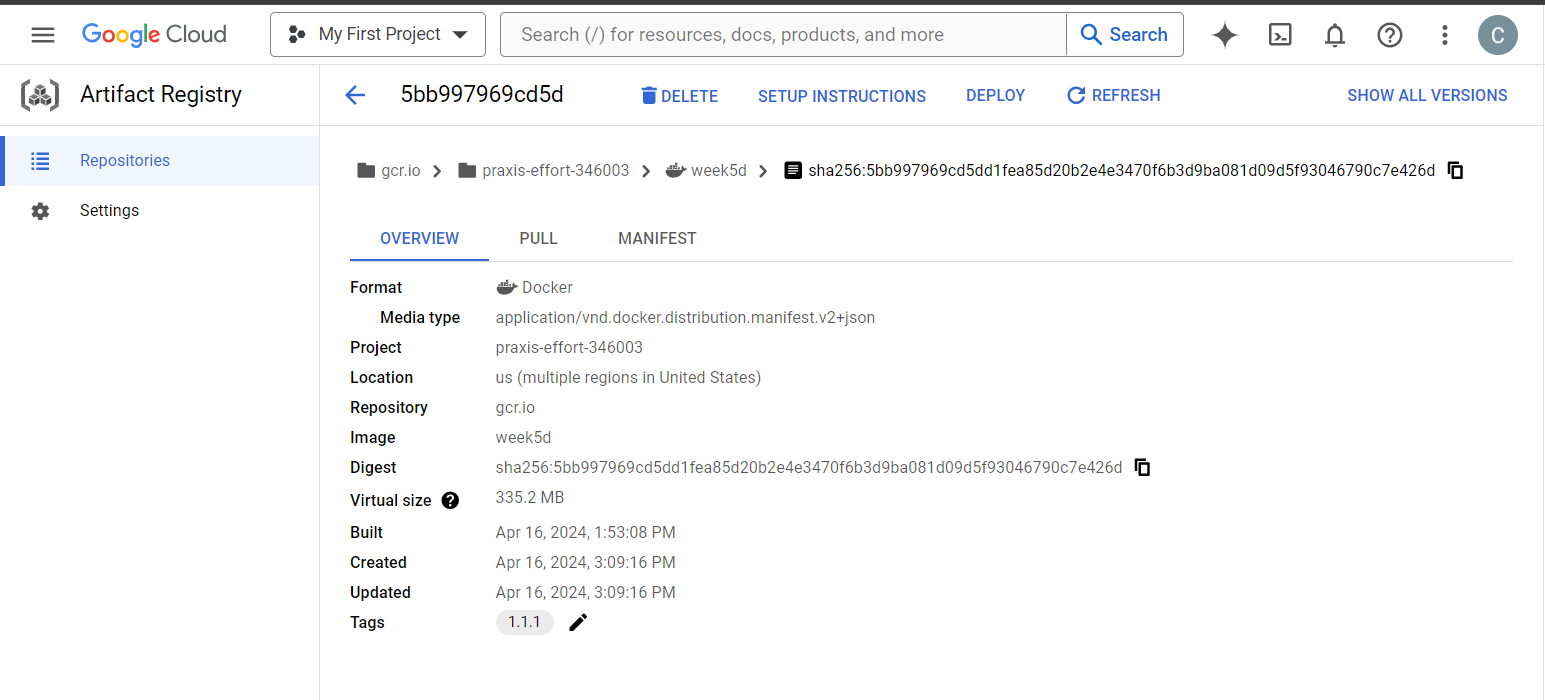 Google Cloud My First Project Search (/) for resources, docs, products, and more Search C
Artifact Registry 5bb997969cd5d DELETE SETUP INSTRUCTIONS DEPLOY REFRESH SHOW ALL VERSIONS
Repositories
Settings
gcr.io praxis-effort-346003 week5d sha256:5bb997969cd5dd1fea85d20b2e4e3470f6b3d9ba081d09d5f93046790c7e426d
OVERVIEW PULL MANIFEST
Format Docker
Media type application/vnd.docker.distribution.manifest.v2+json
Project praxis-effort-346003
Location us (multiple regions in United States)
Repository gcr.io
Image week5d
Digest sha256:5bb997969cd5dd1fea85d20b2e4e3470f6b3d9ba081d09d5f93046790c7e426d
Virtual size ? 335.2 MB
Built Apr 16, 2024, 1:53:08 PM
Created Apr 16, 2024, 3:09:16 PM
Updated Apr 16, 2024, 3:09:16 PM
Tags 1.1.1